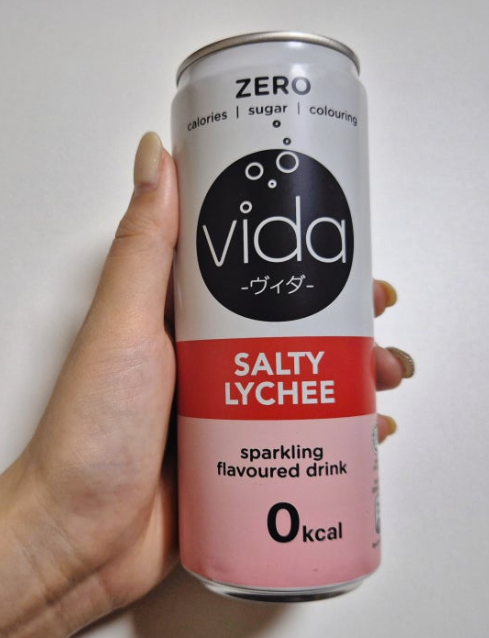 ZERO
calories | sugar | colouring
vida
-ヴィダ-
SALTY
LYCHEE
sparkling
flavoured drink
0kcal